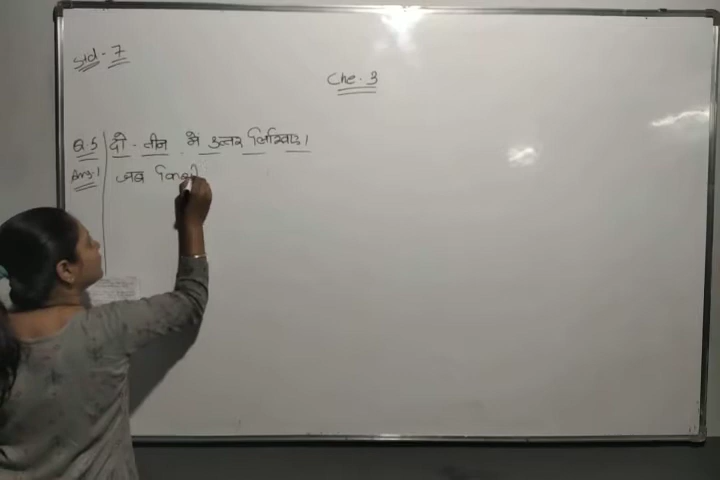 Std - 7
Che. 3
Q.5 दो - तीन में उत्तर लिखिए।
Ans:1 जब किसी